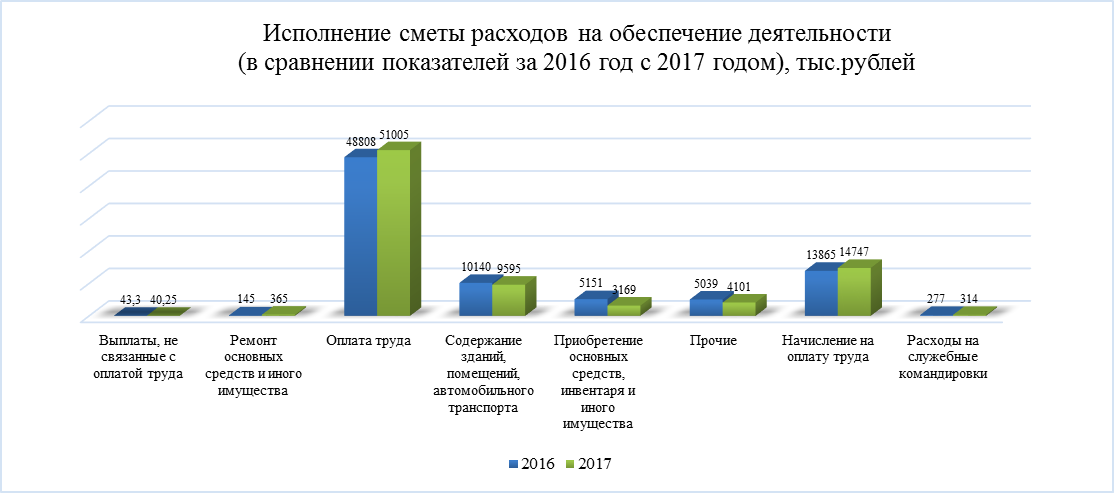 Исполнение сметы расходов на обеспечение деятельности
(в сравнении показателей за 2016 год с 2017 годом), тыс.рублей
48808 51005
13865 14747
10140 9595
5151 3169
5039 4101
43,3 40,25
145 365
277 314
Выплаты, не
связанные с
оплатой труда
Ремонт
основных
средств и иного
имущества
Оплата труда
Содержание
зданий,
помещений,
автомобильного
транспорта
Приобретение
основных
средств,
инвентаря и
иного
имущества
Прочие
Начисление на
оплату труда
Расходы на
служебные
командировки
2016 2017